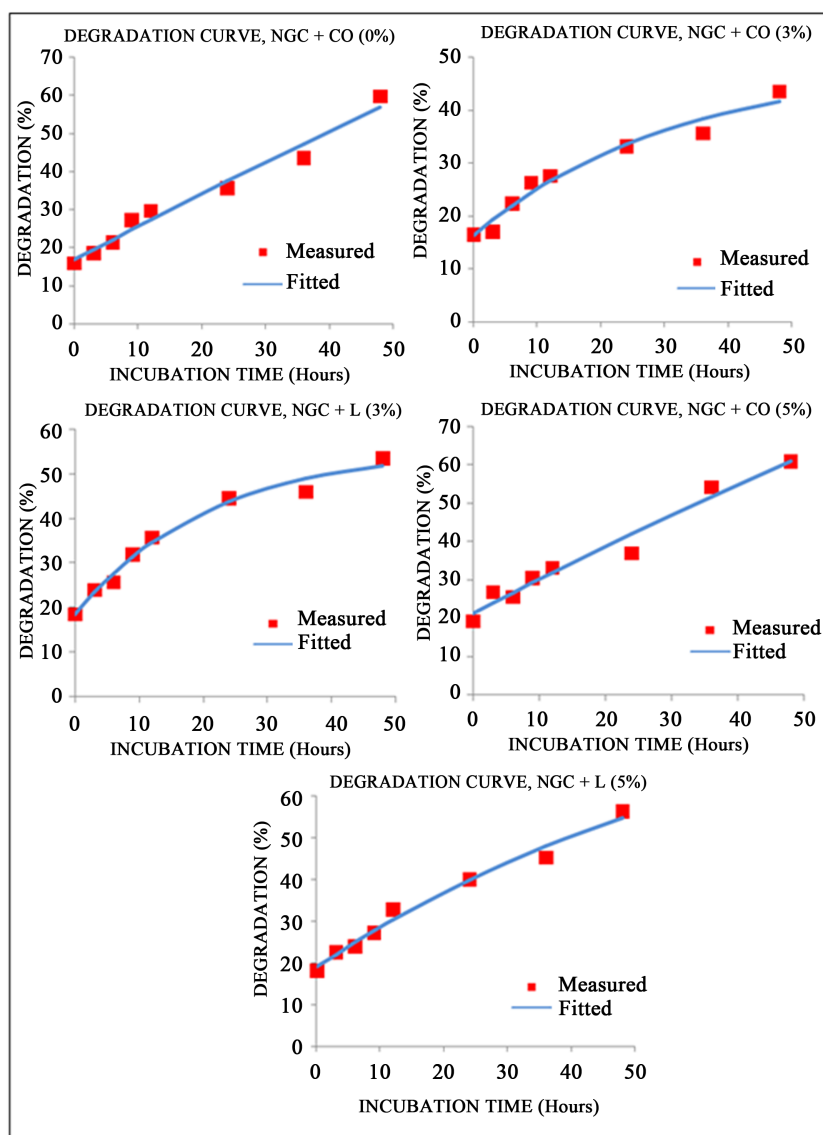 DEGRADATION CURVE, NGC + CO (0%)
DEGRADATION (%)
70
60
50
40
30
20
10
0
0 10 20 30 40 50
INCUBATION TIME (Hours)
Measured
Fitted
DEGRADATION CURVE, NGC + CO (3%)
DEGRADATION (%)
50
40
30
20
10
0
0 10 20 30 40 50
INCUBATION TIME (Hours)
Measured
Fitted
DEGRADATION CURVE, NGC + L (3%)
DEGRADATION (%)
60
50
40
30
20
10
0
0 10 20 30 40 50
INCUBATION TIME (Hours)
Measured
Fitted
DEGRADATION CURVE, NGC + CO (5%)
DEGRADATION (%)
70
60
50
40
30
20
10
0
0 10 20 30 40 50
INCUBATION TIME (Hours)
Measured
Fitted
DEGRADATION CURVE, NGC + L (5%)
DEGRADATION (%)
60
50
40
30
20
10
0
0 10 20 30 40 50
INCUBATION TIME (Hours)
Measured
Fitted